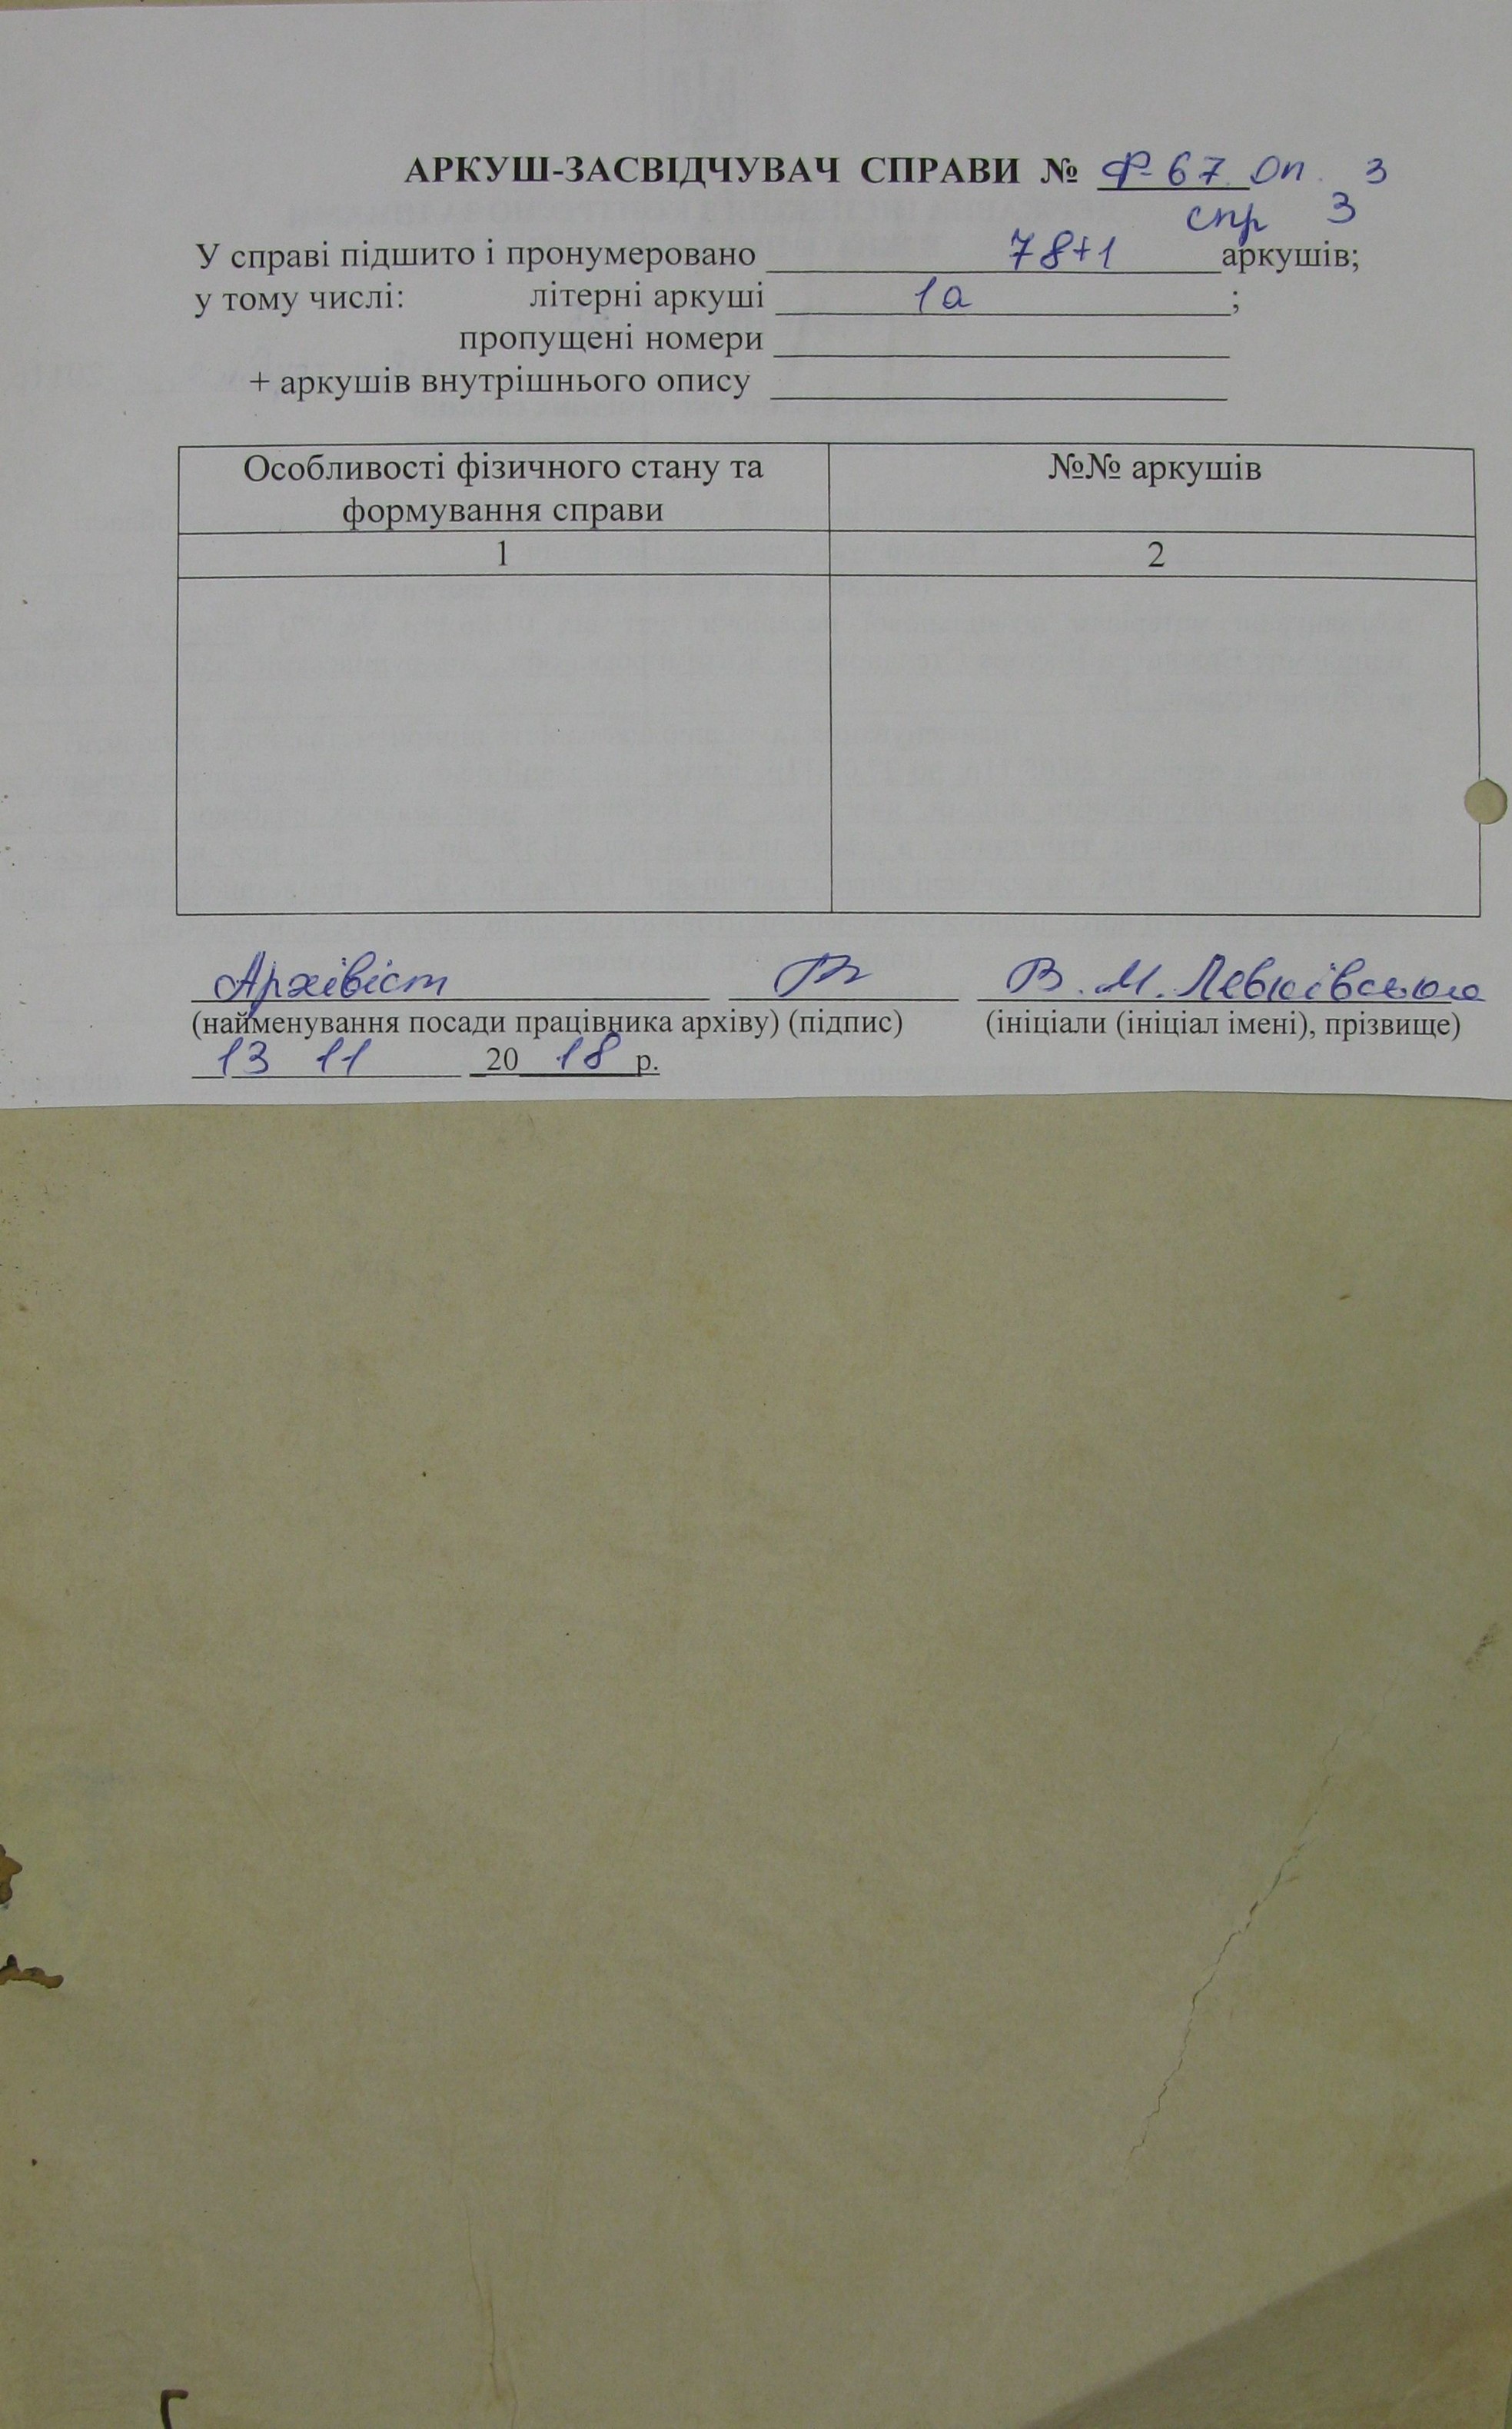 АРКУШ-ЗАСВІДЧУВАЧ СПРАВИ № Ф-67 Оп. 3
спр 3
У справі підшито і пронумеровано 78+1 аркушів;
у тому числі: літерні аркуші 1а ;
пропущені номери
+ аркушів внутрішнього опису
Особливості фізичного стану та формування справи №№ аркушів
1 2
Архівіст В. М. Левківська
(найменування посади працівника архіву) (підпис) (ініціали (ініціал імені), прізвище)
13 11 20 18 р.